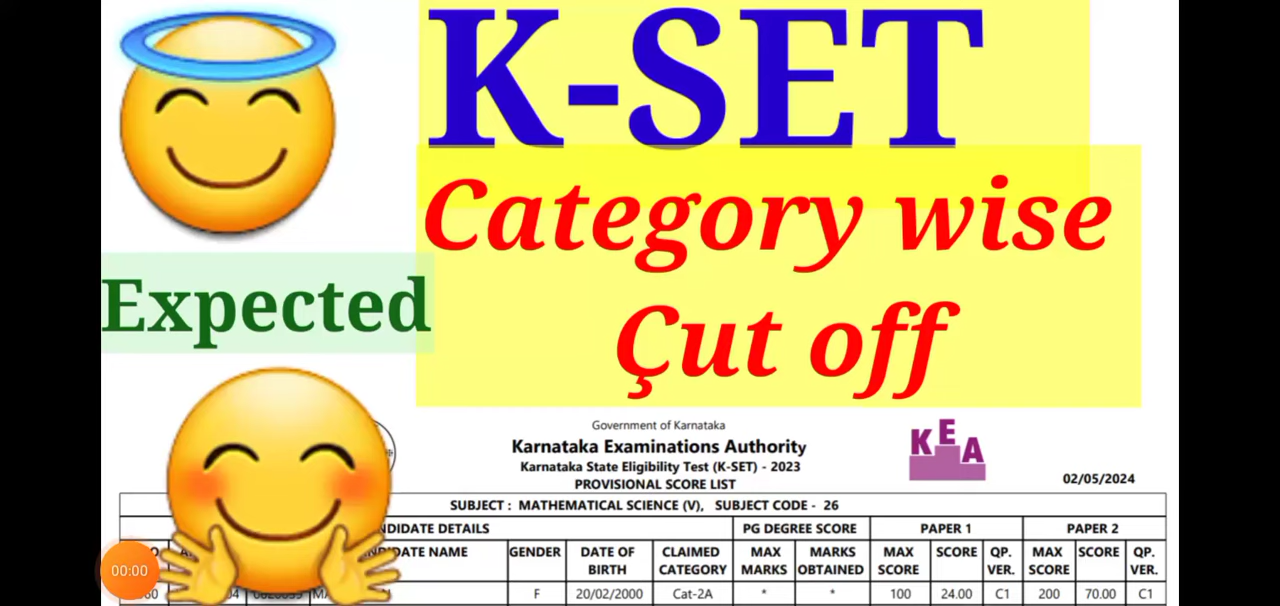 K-SET
Category wise
Expected
Çut off
Government of Karnataka
KEA
Karnataka Examinations Authority
Karnataka State Eligibility Test (K-SET) - 2023
PROVISIONAL SCORE LIST
02/05/2024
SUBJECT : MATHEMATICAL SCIENCE (V), SUBJECT CODE - 26
DETAILS PG DEGREE SCORE PAPER 1 PAPER 2
NAME GENDER DATE OF BIRTH CLAIMED CATEGORY MAX MARKS MARKS OBTAINED MAX SCORE SCORE QP. VER. MAX SCORE SCORE QP. VER.
00:00
F 20/02/2000 Cat-2A * * 100 24.00 C1 200 70.00 C1